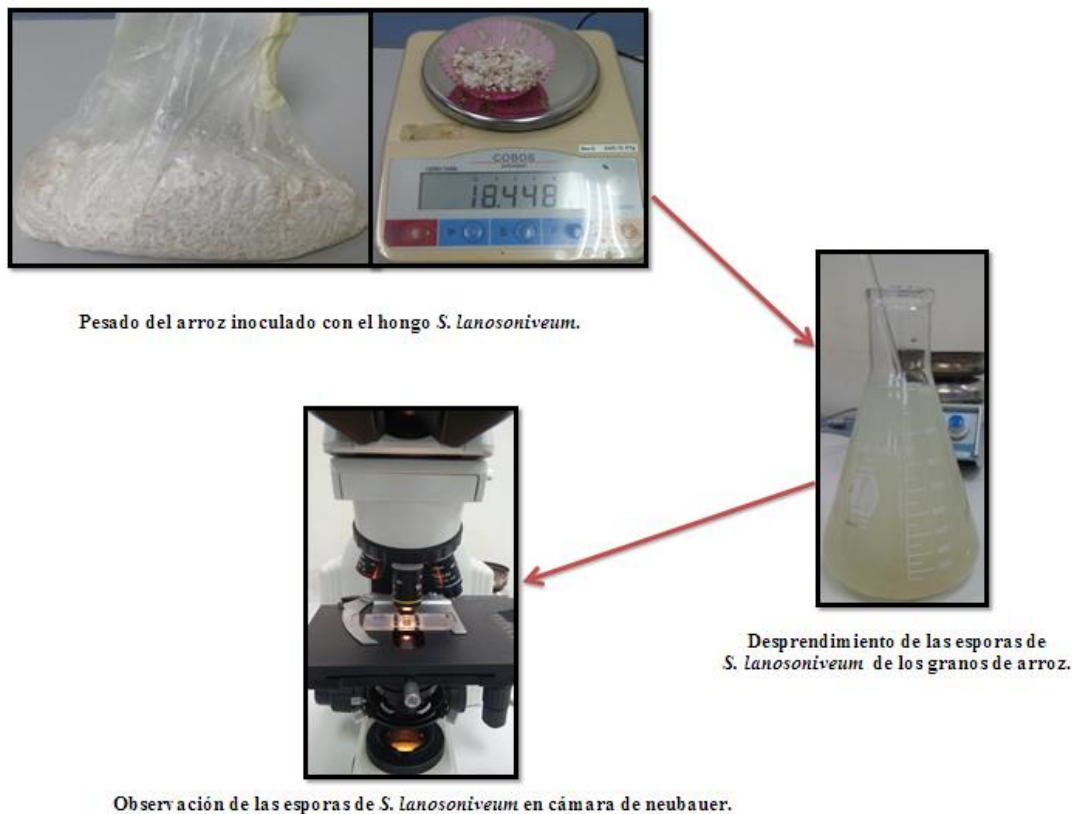 COBOS
18.448
Pesado del arroz inoculado con el hongo S. lanosoniveum.
Desprendimiento de las esporas de
S. lanosoniveum de los granos de arroz.
Observación de las esporas de S. lanosoniveum en cámara de neubauer.